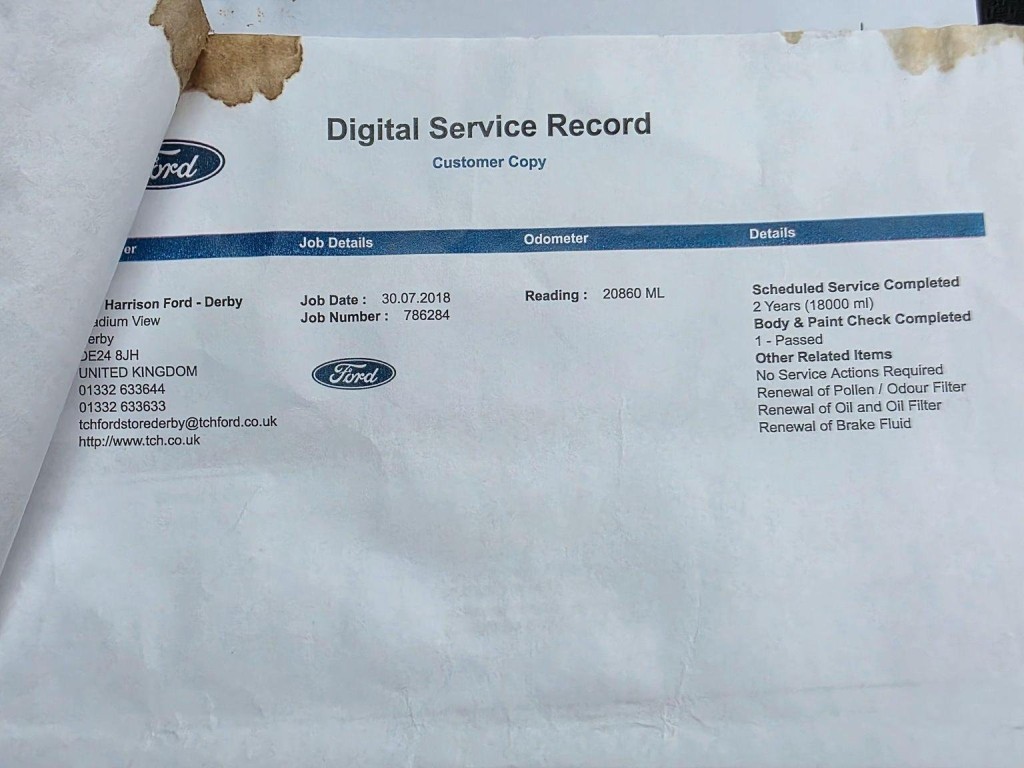 Digital Service Record
Customer Copy
Ford
Job Details
Odometer
Details
Harrison Ford - Derby
View
DE24 8JH
UNITED KINGDOM
01332 633644
01332 633633
tchfordstorederby@tchford.co.uk
http://www.tch.co.uk
Job Date : 30.07.2018
Job Number : 786284
Ford
Reading : 20860 ML
Scheduled Service Completed
2 Years (18000 ml)
Body & Paint Check Completed
1 - Passed
Other Related Items
No Service Actions Required
Renewal of Pollen / Odour Filter
Renewal of Oil and Oil Filter
Renewal of Brake Fluid